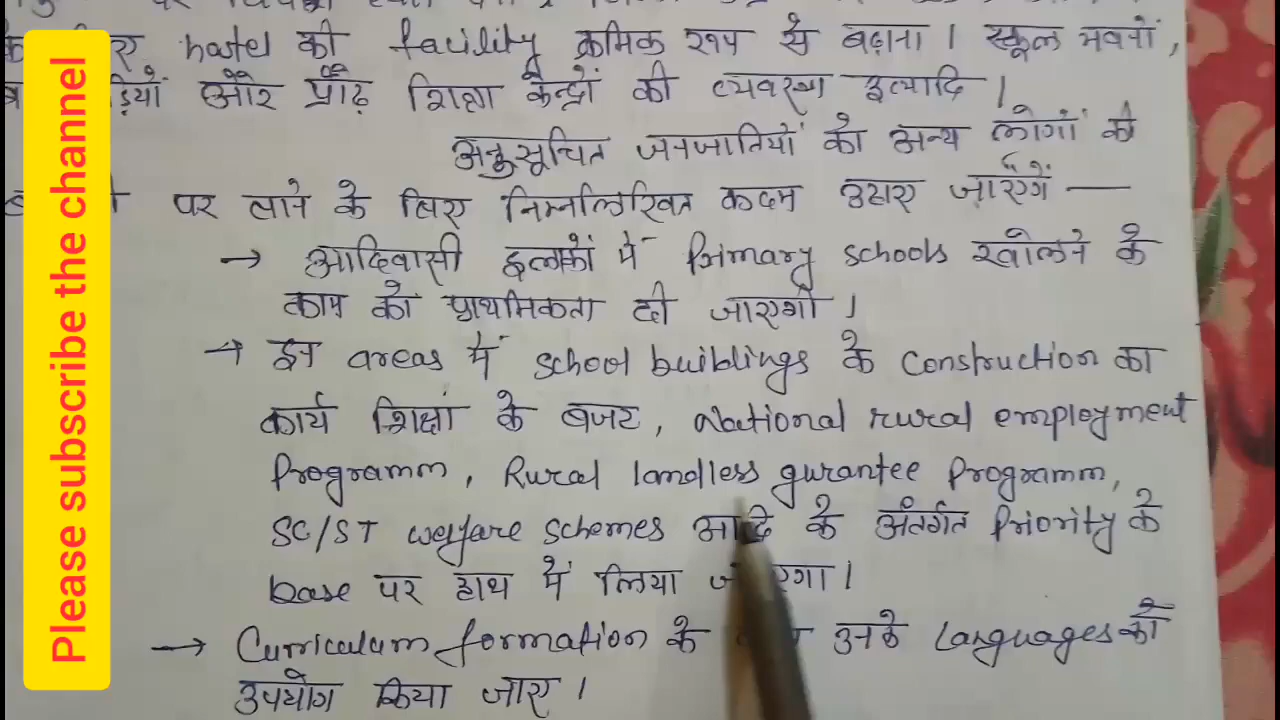 hostel की facility क्रमिक रूप से बढ़ाना। स्कूल भवनों,
और प्रौढ़ शिक्षा केन्द्रों की व्यवस्था इत्यादि।
अनुसूचित जनजातियों को अन्य लोगों की
पर लाने के लिए निम्नलिखित कदम उठाए जाएंगें —
→ आदिवासी इलाकों में Primary schools खोलने के
काम को प्राथमिकता दी जाएगी।
→ इन areas में school buildings के construction का
कार्य शिक्षा के बजट, National rural employment
Programm, Rural landless gurantee Programm,
SC/ST welfare schemes आदि के अंतर्गत Priority के
base पर हाथ में लिया जाएगा।
→ Curriculum formation के उनके languages को
उपयोग किया जाए।
Please subscribe the channel